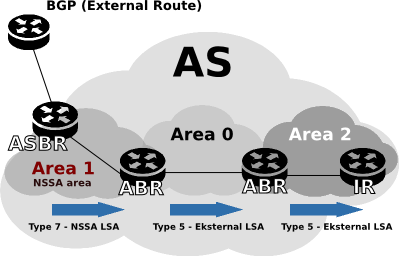 BGP (External Route)
AS
ASBR
Area 0
Area 2
Area 1
NSSA area
ABR
ABR
IR
Type 7 - NSSA LSA
Type 5 - Eksternal LSA
Type 5 - Eksternal LSA